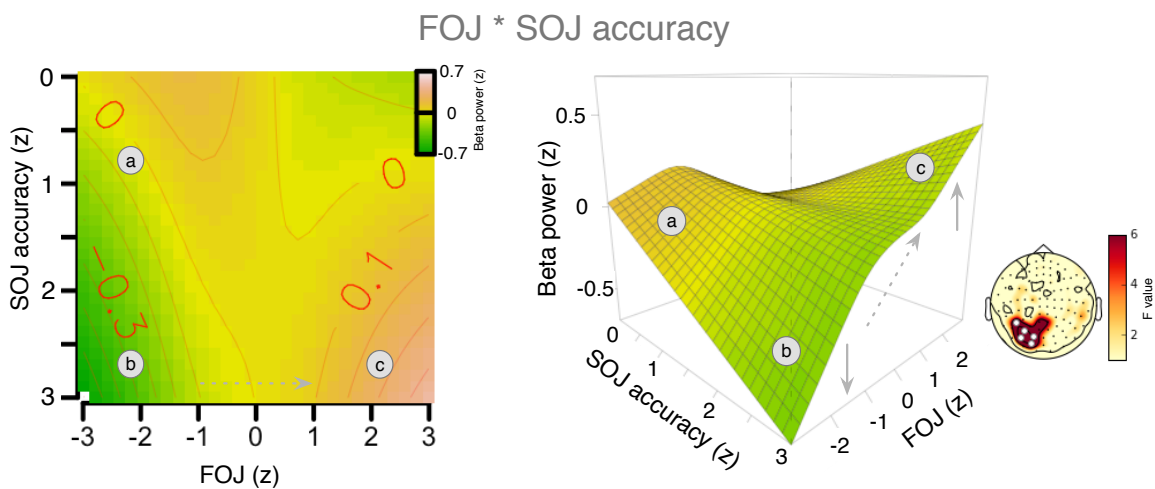 FOJ * SOJ accuracy
0
1
2
3
SOJ accuracy (z)
-3
-2
-1
0
1
2
3
FOJ (z)
0.7
0
-0.7
Beta power (z)
0
0
-0.3
0.1
a
b
c
0.5
0
-0.5
Beta power (z)
0
1
2
3
SOJ accuracy (z)
-2
-1
0
1
2
FOJ (z)
a
b
c
6
4
2
F value